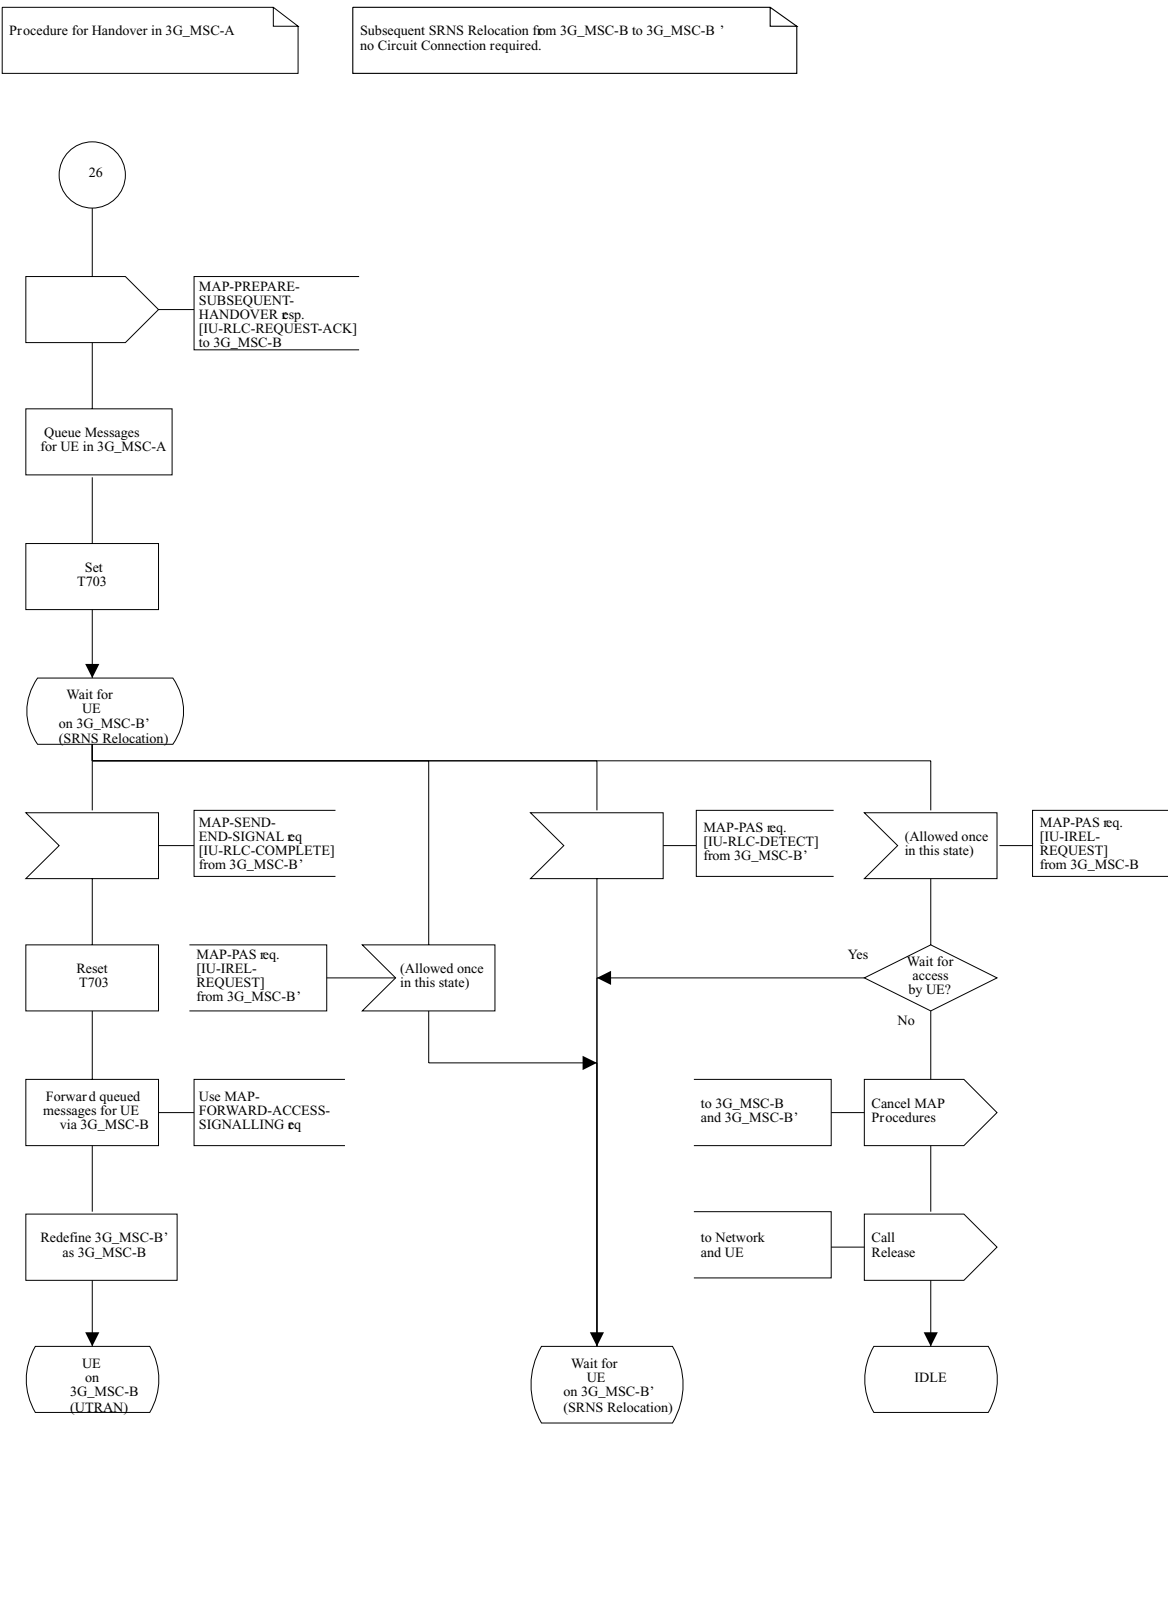 Procedure for Handover in 3G_MSC-A
Subsequent SRNS Relocation from 3G_MSC-B to 3G_MSC-B ’
no Circuit Connection required.
26
MAP-PREPARE-
SUBSEQUENT-
HANDOVER resp.
[IU-RLC-REQUEST-ACK]
to 3G_MSC-B
Queue Messages
for UE in 3G_MSC-A
Set
T703
Wait for
UE
on 3G_MSC-B’
(SRNS Relocation)
MAP-SEND-
END-SIGNAL req
[IU-RLC-COMPLETE]
from 3G_MSC-B’
MAP-PAS req.
[IU-RLC-DETECT]
from 3G_MSC-B’
(Allowed once
in this state)
MAP-PAS req.
[IU-IREL-
REQUEST]
from 3G_MSC-B
Reset
T703
MAP-PAS req.
[IU-IREL-
REQUEST]
from 3G_MSC-B’
(Allowed once
in this state)
Yes
Wait for
access
by UE?
No
Forward queued
messages for UE
via 3G_MSC-B
Use MAP-
FORWARD-ACCESS-
SIGNALLING req
to 3G_MSC-B
and 3G_MSC-B’
Cancel MAP
Procedures
Redefine 3G_MSC-B’
as 3G_MSC-B
to Network
and UE
Call
Release
UE
on
3G_MSC-B
(UTRAN)
Wait for
UE
on 3G_MSC-B’
(SRNS Relocation)
IDLE